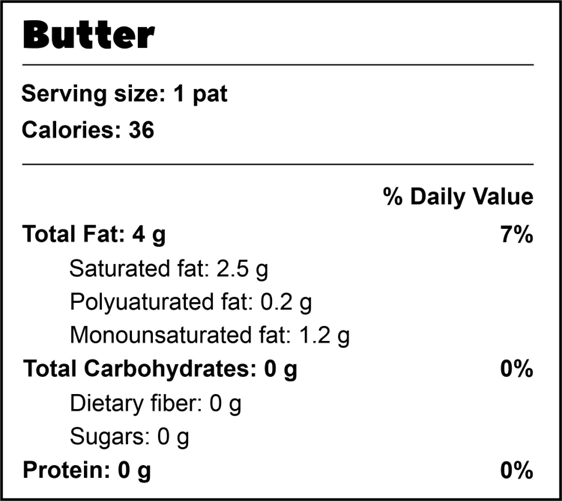 Butter
Serving size: 1 pat
Calories: 36
% Daily Value
Total Fat: 4 g 7%
Saturated fat: 2.5 g
Polyuaturated fat: 0.2 g
Monounsaturated fat: 1.2 g
Total Carbohydrates: 0 g 0%
Dietary fiber: 0 g
Sugars: 0 g
Protein: 0 g 0%